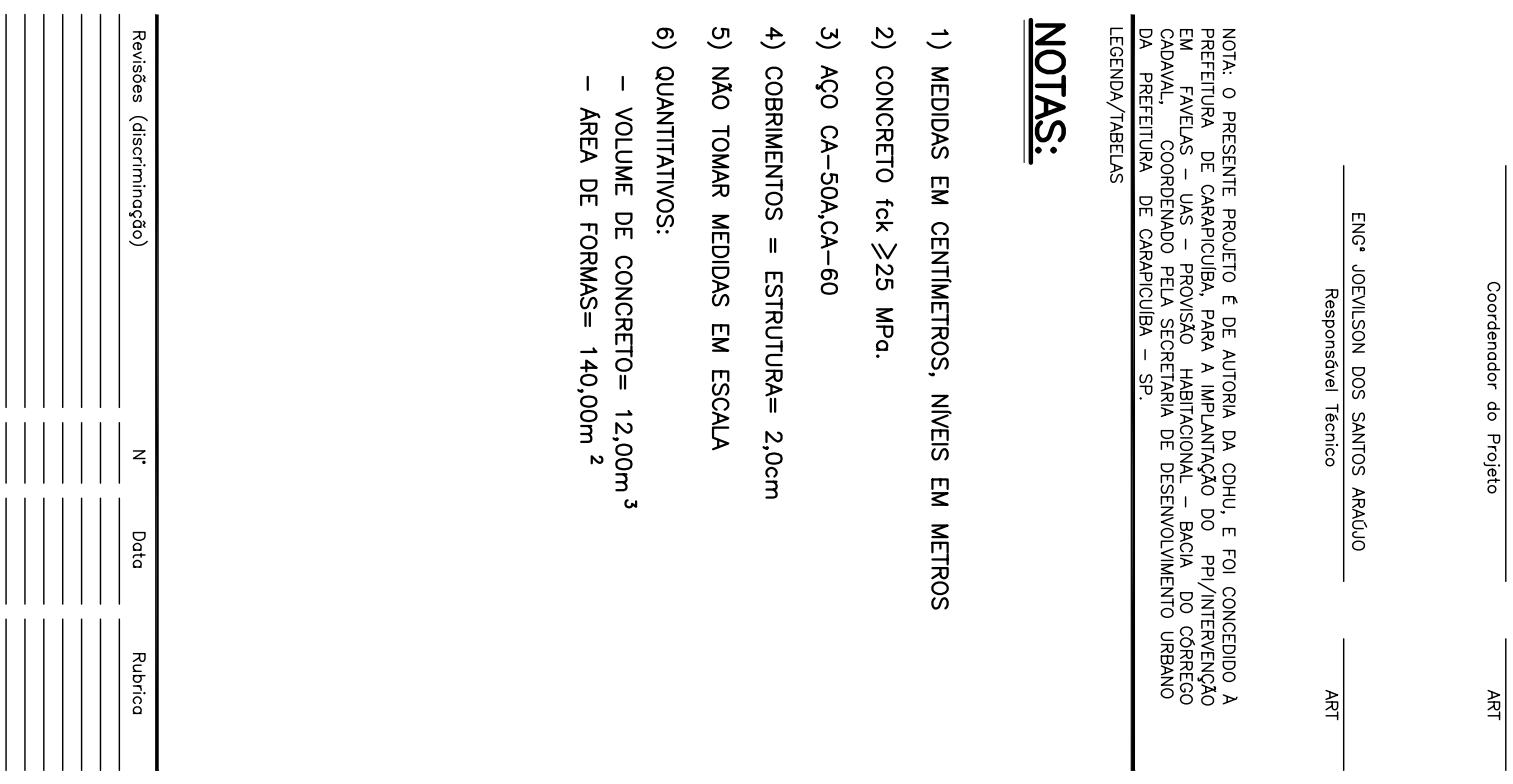 Coordenador do Projeto
ART
ENGº JOEVILSON DOS SANTOS ARAÚJO
Responsável Técnico
ART
NOTA: O PRESENTE PROJETO É DE AUTORIA DA CDHU, E FOI CONCEDIDO À
PREFEITURA DE CARAPICUÍBA, PARA A IMPLANTAÇÃO DO PPI/INTERVENÇÃO
EM FAVELAS – UAS – PROVISÃO HABITACIONAL – BACIA DO CÓRREGO
CADAVAL, COORDENADO PELA SECRETARIA DE DESENVOLVIMENTO URBANO
DA PREFEITURA DE CARAPICUÍBA – SP.
LEGENDA/TABELAS
NOTAS:
1) MEDIDAS EM CENTÍMETROS, NÍVEIS EM METROS
2) CONCRETO fck ⩾25 MPa.
3) AÇO CA–50A,CA–60
4) COBRIMENTOS = ESTRUTURA= 2,0cm
5) NÃO TOMAR MEDIDAS EM ESCALA
6) QUANTITATIVOS:
– VOLUME DE CONCRETO= 12,00m³
– ÁREA DE FORMAS= 140,00m²
Revisões (discriminação) N° Data Rubrica